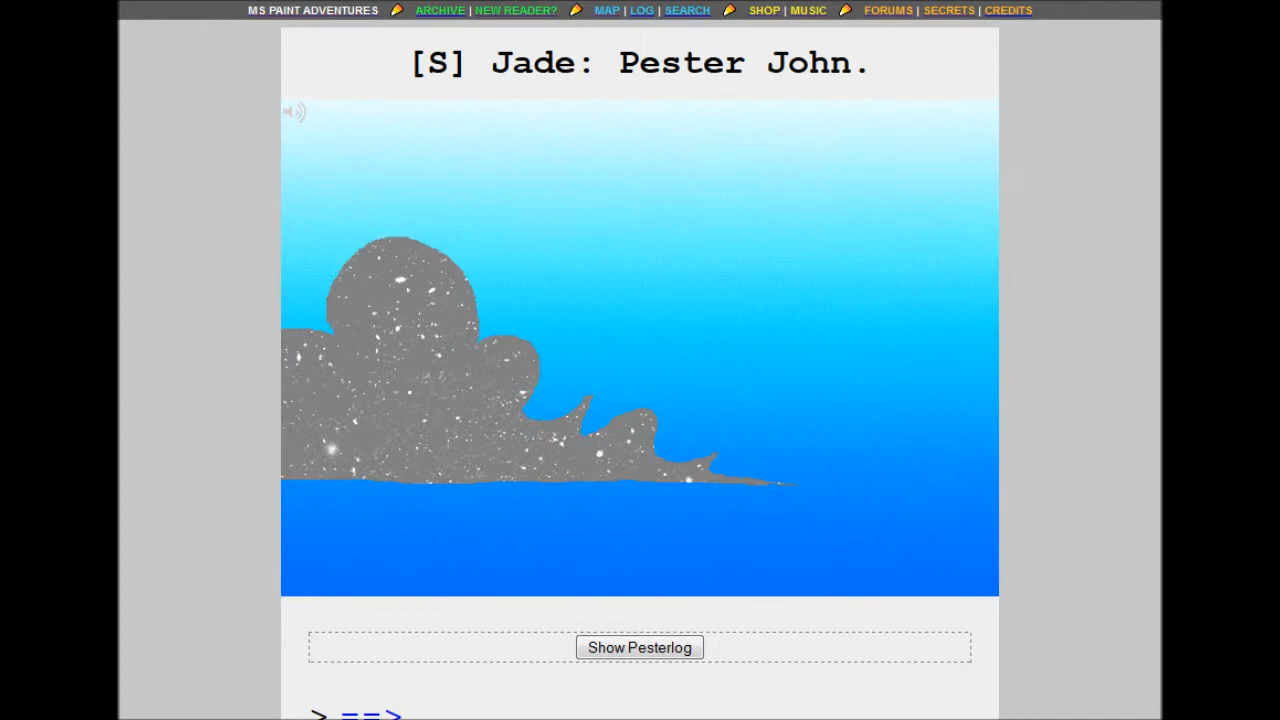 MS PAINT ADVENTURES ARCHIVE | NEW READER? MAP | LOG | SEARCH SHOP | MUSIC FORUMS | SECRETS | CREDITS
[S] Jade: Pester John.
Show Pesterlog
> ==>